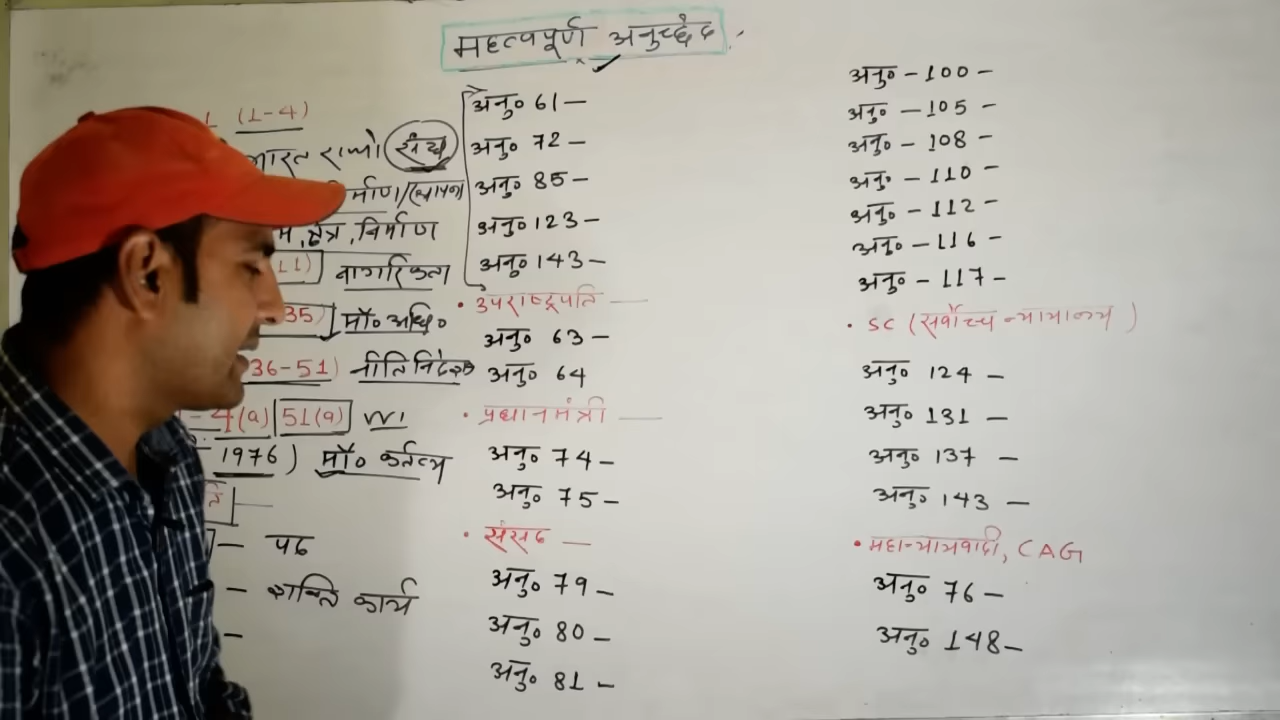 महत्वपूर्ण अनुच्छेद
1 (1-4)
भारत राज्यो संघ
निर्माण/स्थापना
क्षेत्र, निर्माण
11) नागरिकता
35) मौ० अधि०
36-51) नीति निदेशक
4(a) 51(a) VVI
1976) मौ० कर्तव्य
— पद
— शक्ति कार्य
अनु० 61 —
अनु० 72 —
अनु० 85 —
अनु० 123 —
अनु० 143 —
• उपराष्ट्रपति —
अनु० 63 —
अनु० 64
• प्रधानमंत्री —
अनु० 74 —
अनु० 75 —
• संसद —
अनु० 79 —
अनु० 80 —
अनु० 81 —
अनु० - 100 -
अनु० - 105 -
अनु० - 108 -
अनु० - 110 -
अनु० - 112 -
अनु० - 116 -
अनु० - 117 -
• SC (सर्वोच्च न्यायालय)
अनु० 124 —
अनु० 131 —
अनु० 137 —
अनु० 143 —
• महान्यायवादी, CAG
अनु० 76 —
अनु० 148 —